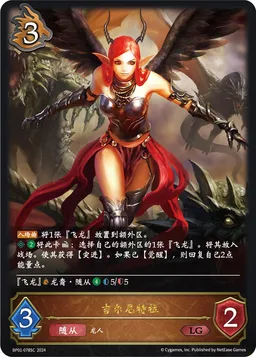 3
入场曲 将1张『飞龙』放置到额外区。
2 将此卡：选择自己的额外区的1张『飞龙』。将其放入
战场。使其获得【突进】。如果已【觉醒】，则回复自己2点
能量点。
『飞龙』 龙裔·随从 4 5/5
吉尔尼特莉
3
随从 龙人
LG
2
BP01-078SC 2024
© Cygames, Inc. Published by NetEase Games